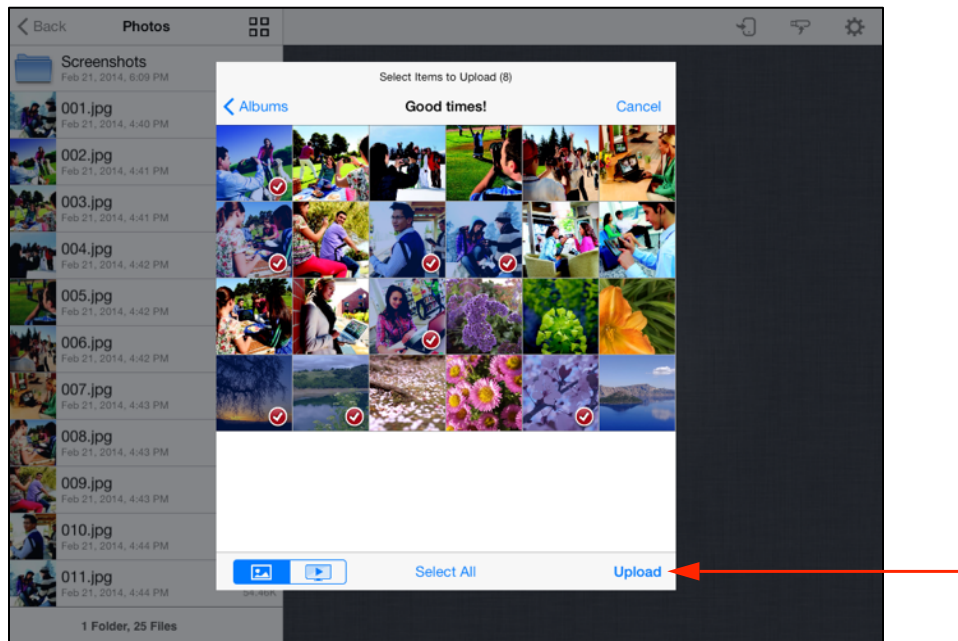 Back
Photos
Screenshots
Feb 21, 2014, 6:09 PM
001.jpg
Feb 21, 2014, 4:40 PM
002.jpg
Feb 21, 2014, 4:41 PM
003.jpg
Feb 21, 2014, 4:41 PM
004.jpg
Feb 21, 2014, 4:42 PM
005.jpg
Feb 21, 2014, 4:42 PM
006.jpg
Feb 21, 2014, 4:42 PM
007.jpg
Feb 21, 2014, 4:43 PM
008.jpg
Feb 21, 2014, 4:43 PM
009.jpg
Feb 21, 2014, 4:43 PM
010.jpg
Feb 21, 2014, 4:44 PM
011.jpg
Feb 21, 2014, 4:44 PM
54.46K
1 Folder, 25 Files
Select Items to Upload (8)
Albums
Good times!
Cancel
Select All
Upload